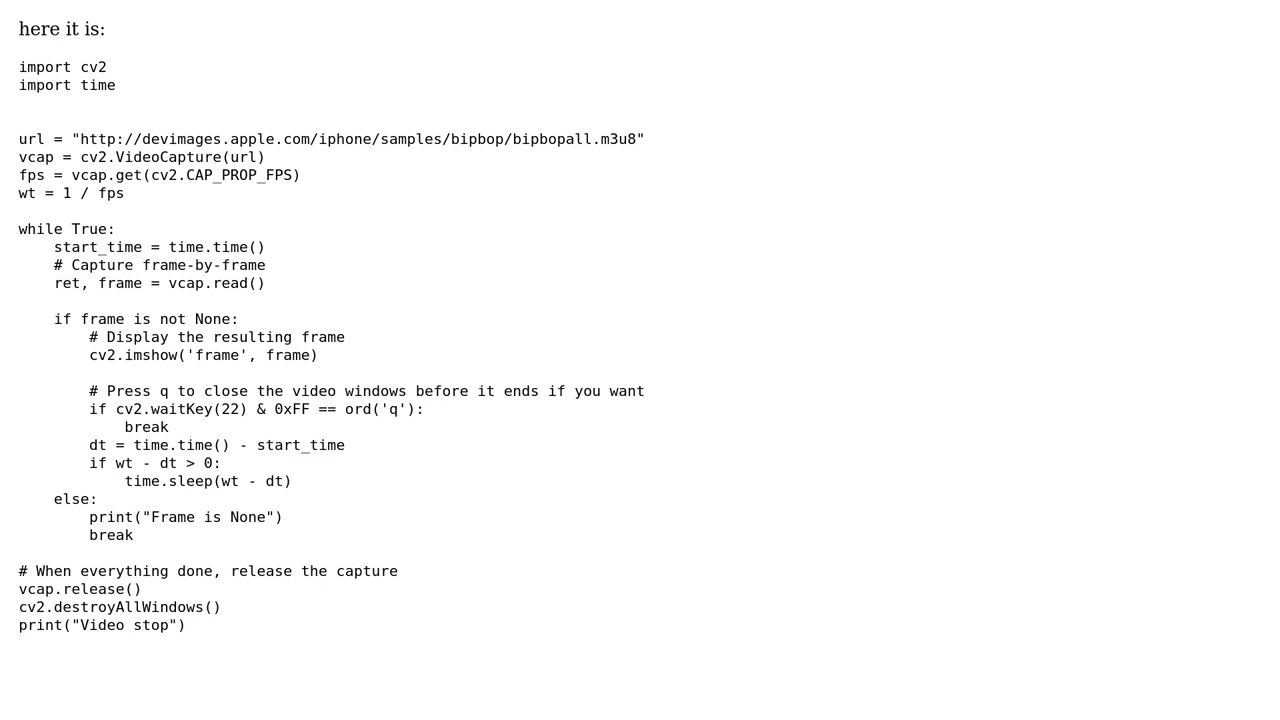 here it is:
import cv2
import time
url = "http://devimages.apple.com/iphone/samples/bipbop/bipbopall.m3u8"
vcap = cv2.VideoCapture(url)
fps = vcap.get(cv2.CAP_PROP_FPS)
wt = 1 / fps
while True:
    start_time = time.time()
    # Capture frame-by-frame
    ret, frame = vcap.read()
    if frame is not None:
        # Display the resulting frame
        cv2.imshow('frame', frame)
        # Press q to close the video windows before it ends if you want
        if cv2.waitKey(22) & 0xFF == ord('q'):
            break
        dt = time.time() - start_time
        if wt - dt > 0:
            time.sleep(wt - dt)
    else:
        print("Frame is None")
        break
# When everything done, release the capture
vcap.release()
cv2.destroyAllWindows()
print("Video stop")